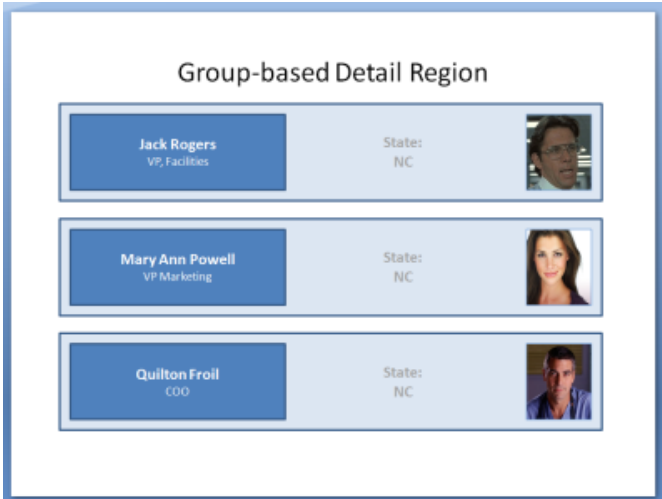 Group-based Detail Region
Jack Rogers
VP, Facilities
State:
NC
Mary Ann Powell
VP Marketing
State:
NC
Quilton Froil
COO
State:
NC